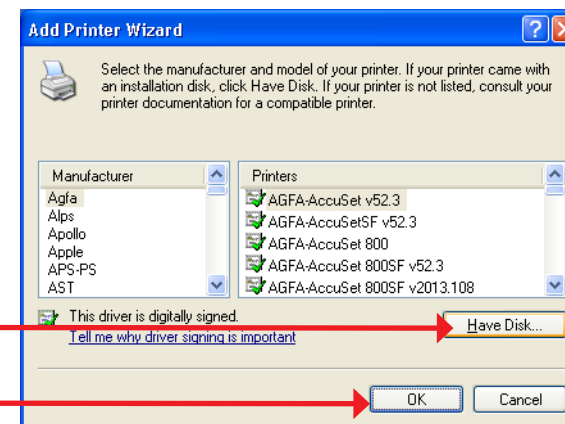 Add Printer Wizard
Select the manufacturer and model of your printer. If your printer came with
an installation disk, click Have Disk. If your printer is not listed, consult your
printer documentation for a compatible printer.
Manufacturer
Agfa
Alps
Apollo
Apple
APS-PS
AST
Printers
AGFA-AccuSet v52.3
AGFA-AccuSetSF v52.3
AGFA-AccuSet 800
AGFA-AccuSet 800SF v52.3
AGFA-AccuSet 800SF v2013.108
This driver is digitally signed.
Tell me why driver signing is important
Have Disk...
OK
Cancel